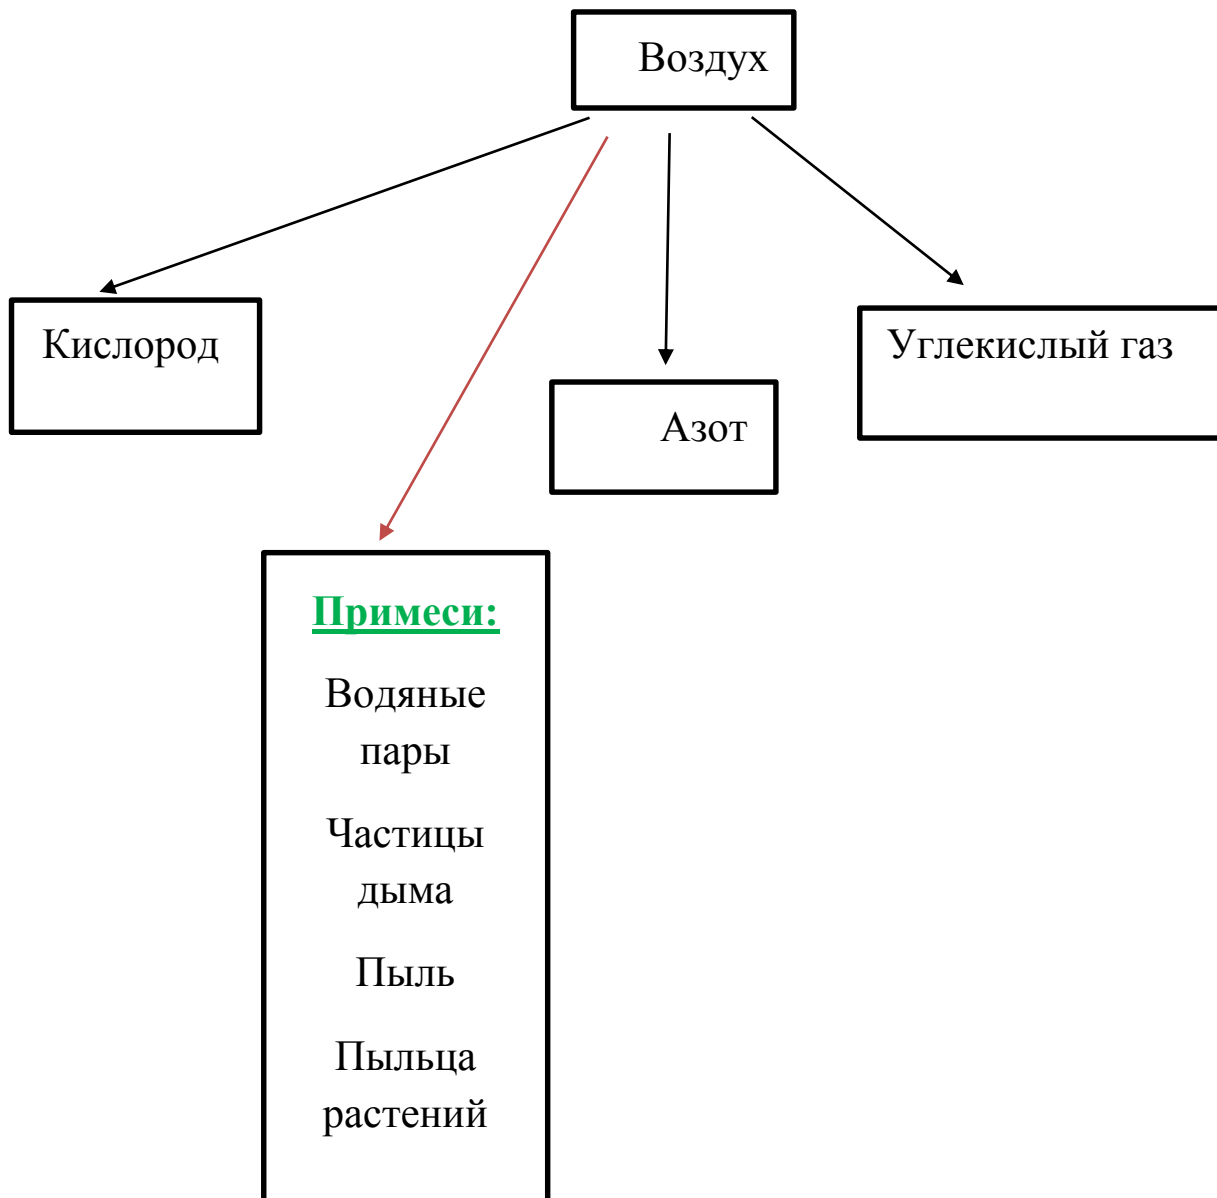 Воздух
Кислород
Углекислый газ
Азот
Примеси:
Водяные
пары
Частицы
дыма
Пыль
Пыльца
растений